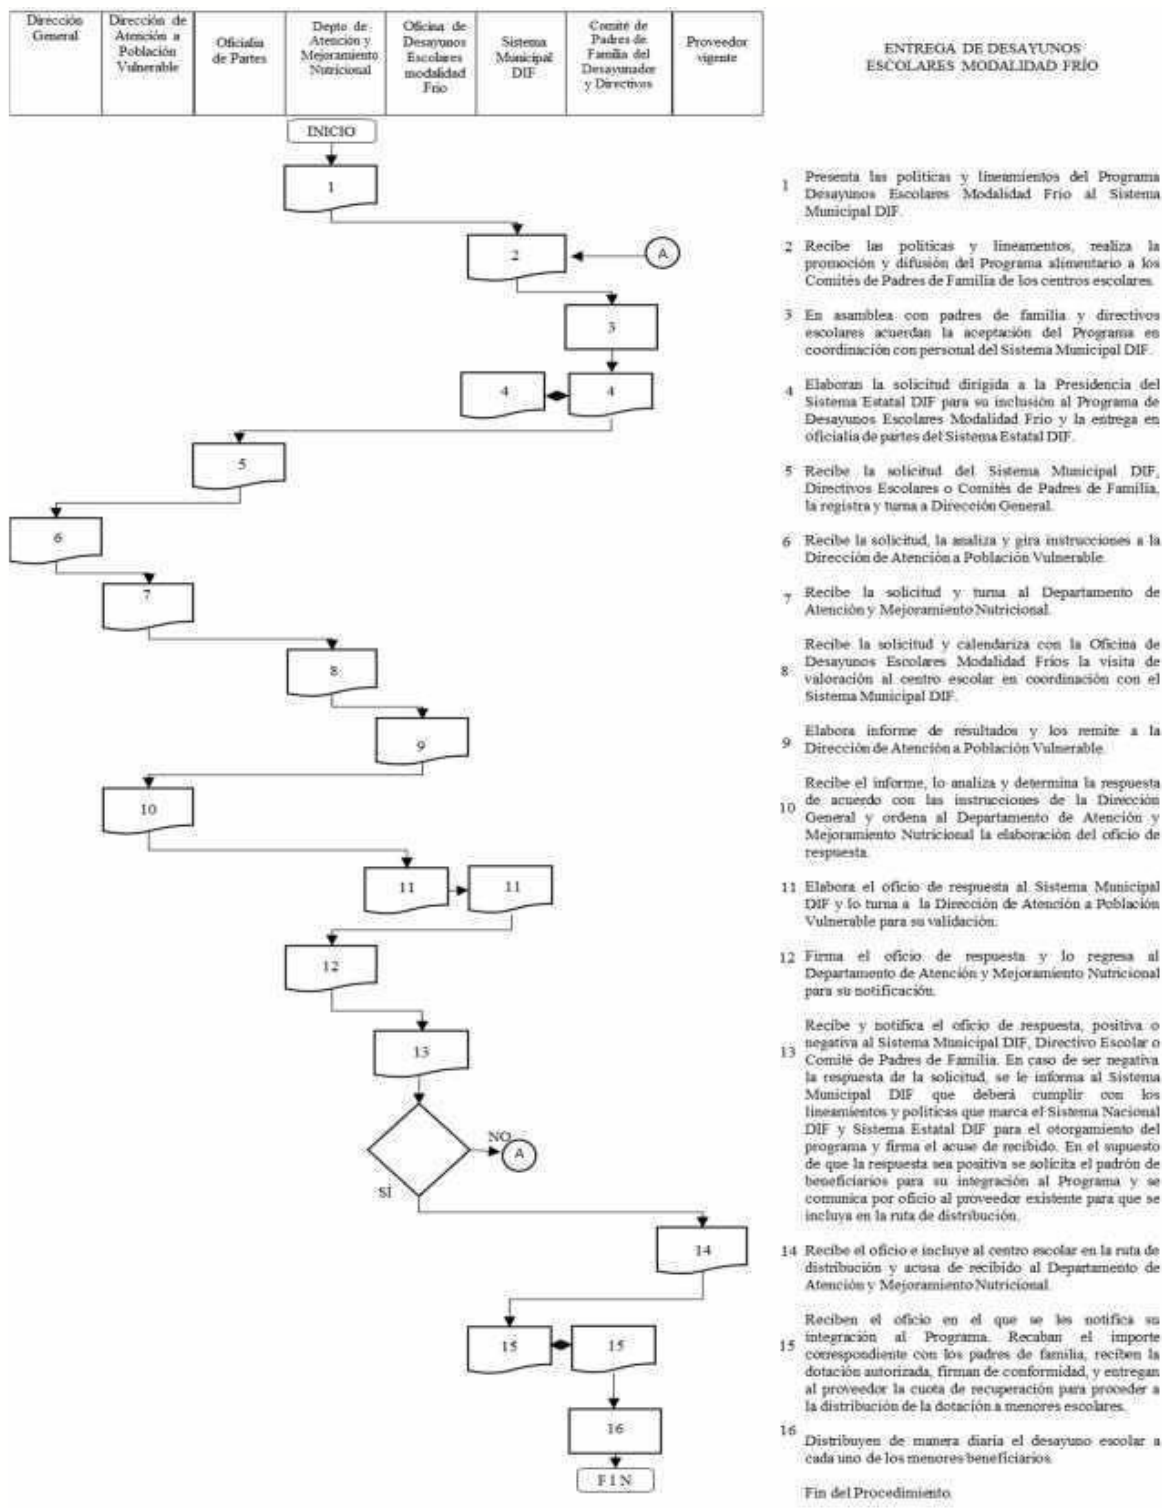 Dirección
General
Dirección de
Atención a
Población
Vulnerable
Oficialia
de Partes
Depto de
Atención y
Mejoramiento
Nutricional
Oficina de
Desayunos
Escolares
modalidad
Frio
Sistema
Municipal
DIF
Comité de
Padres de
Familia del
Desayunador
y Directivos
Proveedor
vigente
ENTREGA DE DESAYUNOS
ESCOLARES MODALIDAD FRÍO
INICIO
1
2
A
3
4
4
5
6
7
8
9
10
11
11
12
13
NO
A
SÍ
14
15
15
16
F I N
1 Presenta las politicas y lineamientos del Programa
Desayunos Escolares Modalidad Frio al Sistema
Municipal DIF.
2 Recibe las politicas y lineamentos, realiza la
promoción y difusión del Programa alimentario a los
Comités de Padres de Familia de los centros escolares.
3 En asamblea con padres de familia y directivos
escolares acuerdan la aceptación del Programa en
coordinación con personal del Sistema Municipal DIF.
4 Elaboran la solicitud dirigida a la Presidencia del
Sistema Estatal DIF para su inclusión al Programa de
Desayunos Escolares Modalidad Frio y la entrega en
oficialia de partes del Sistema Estatal DIF.
5 Recibe la solicitud del Sistema Municipal DIF,
Directivos Escolares o Comités de Padres de Familia,
la registra y turna a Dirección General.
6 Recibe la solicitud, la analiza y gira instrucciones a la
Dirección de Atención a Población Vulnerable.
7 Recibe la solicitud y turna al Departamento de
Atención y Mejoramiento Nutricional.
8 Recibe la solicitud y calendariza con la Oficina de
Desayunos Escolares Modalidad Frios la visita de
valoración al centro escolar en coordinación con el
Sistema Municipal DIF.
9 Elabora informe de resultados y los remite a la
Dirección de Atención a Población Vulnerable.
10 Recibe el informe, lo analiza y determina la respuesta
de acuerdo con las instrucciones de la Dirección
General y ordena al Departamento de Atención y
Mejoramiento Nutricional la elaboración del oficio de
respuesta.
11 Elabora el oficio de respuesta al Sistema Municipal
DIF y lo turna a la Dirección de Atención a Población
Vulnerable para su validación.
12 Firma el oficio de respuesta y lo regresa al
Departamento de Atención y Mejoramiento Nutricional
para su notificación.
13 Recibe y notifica el oficio de respuesta, positiva o
negativa al Sistema Municipal DIF, Directivo Escolar o
Comité de Padres de Familia. En caso de ser negativa
la respuesta de la solicitud, se le informa al Sistema
Municipal DIF que deberá cumplir con los
lineamientos y politicas que marca el Sistema Nacional
DIF y Sistema Estatal DIF para el otorgamiento del
programa y firma el acuse de recibido. En el supuesto
de que la respuesta sea positiva se solicita el padrón de
beneficiarios para su integración al Programa y se
comunica por oficio al proveedor existente para que se
incluya en la ruta de distribución.
14 Recibe el oficio e incluye al centro escolar en la ruta de
distribución y acusa de recibido al Departamento de
Atención y Mejoramiento Nutricional.
15 Reciben el oficio en el que se les notifica su
integración al Programa. Recaban el importe
correspondiente con los padres de familia, reciben la
dotación autorizada, firman de conformidad, y entregan
al proveedor la cuota de recuperación para proceder a
la distribución de la dotación a menores escolares.
16 Distribuyen de manera diaria el desayuno escolar a
cada uno de los menores beneficiarios.
Fin del Procedimiento.